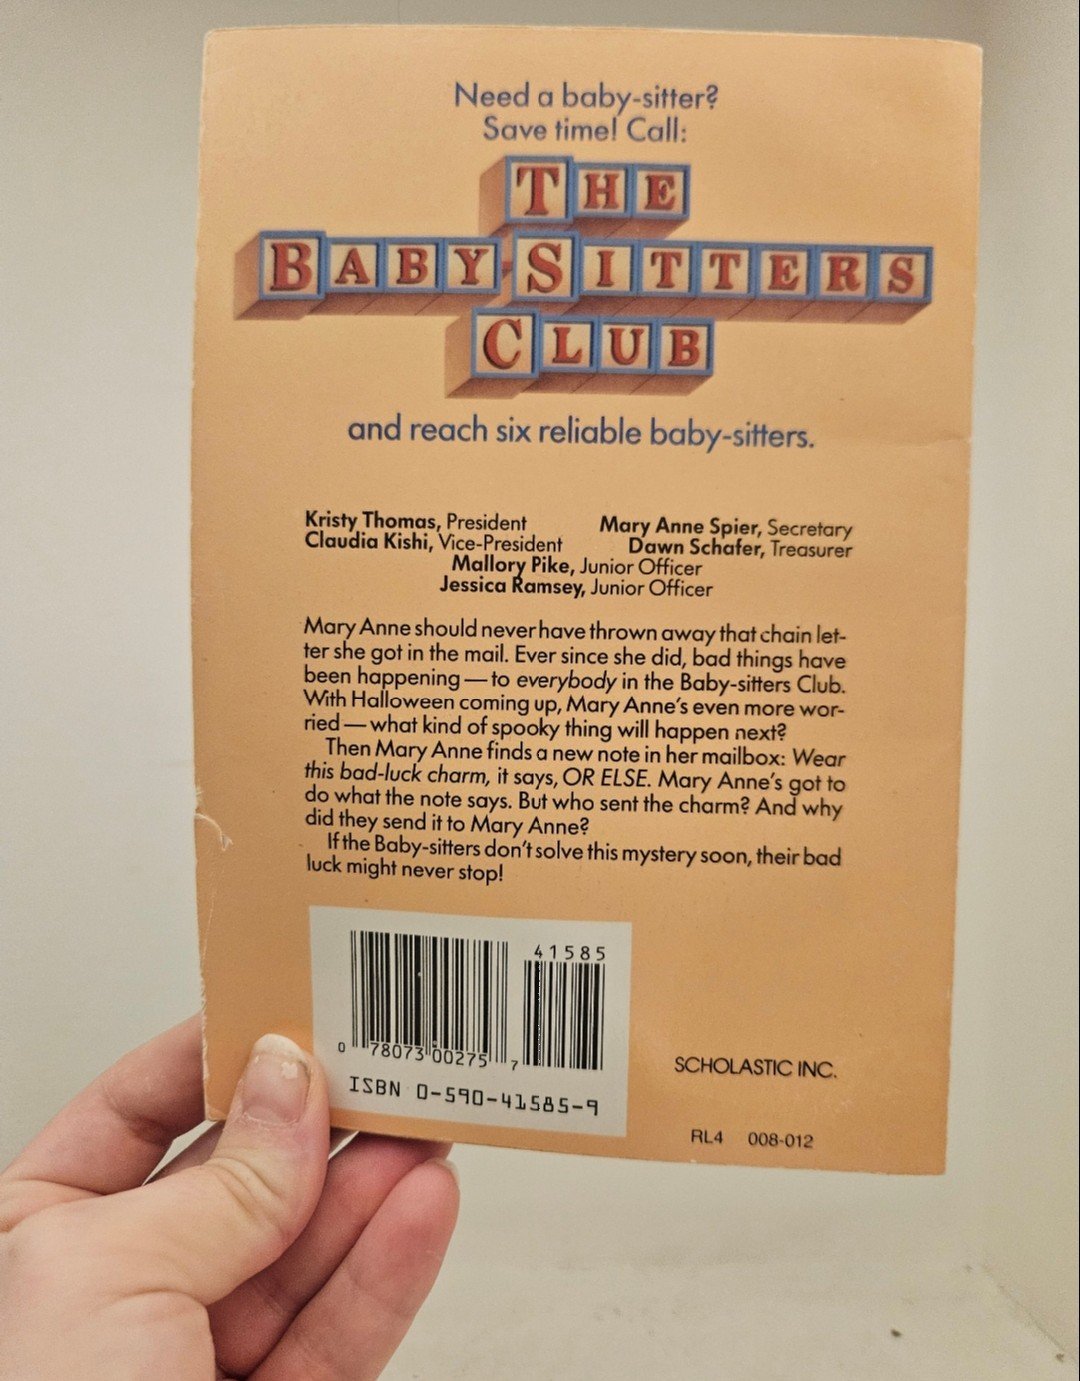 Need a baby-sitter?
Save time! Call:
THE
BABY-SITTERS
CLUB
and reach six reliable baby-sitters.
Kristy Thomas, President Mary Anne Spier, Secretary
Claudia Kishi, Vice-President Dawn Schafer, Treasurer
Mallory Pike, Junior Officer
Jessica Ramsey, Junior Officer
Mary Anne should never have thrown away that chain let-
ter she got in the mail. Ever since she did, bad things have
been happening — to everybody in the Baby-sitters Club.
With Halloween coming up, Mary Anne's even more wor-
ried — what kind of spooky thing will happen next?
Then Mary Anne finds a new note in her mailbox: Wear
this bad-luck charm, it says, OR ELSE. Mary Anne's got to
do what the note says. But who sent the charm? And why
did they send it to Mary Anne?
If the Baby-sitters don't solve this mystery soon, their bad
luck might never stop!
41585
0 78073 00275 7
ISBN 0-590-41585-9
SCHOLASTIC INC.
RL4 008-012